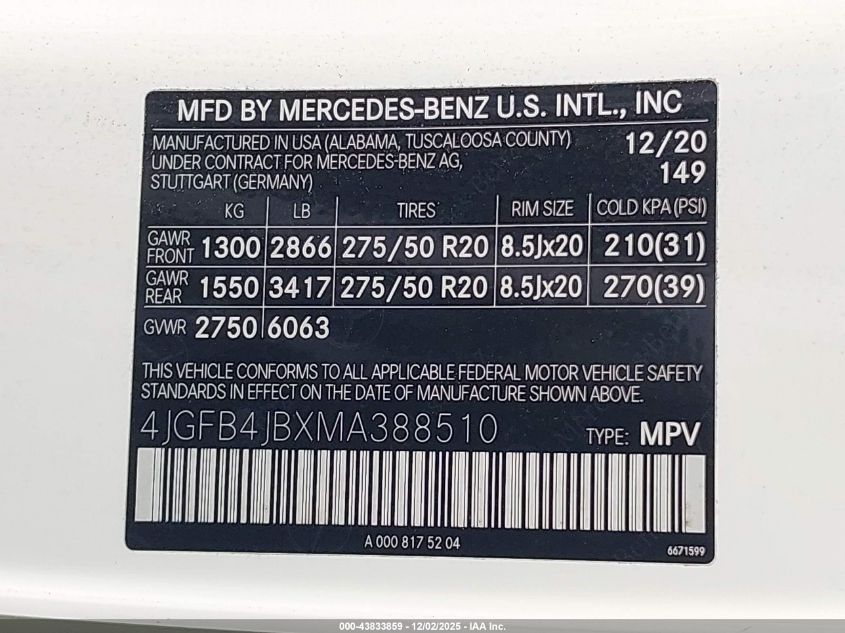 MFD BY MERCEDES-BENZ U.S. INTL., INC
MANUFACTURED IN USA (ALABAMA, TUSCALOOSA COUNTY) 12/20
UNDER CONTRACT FOR MERCEDES-BENZ AG, 149
STUTTGART (GERMANY)
KG LB TIRES RIM SIZE COLD KPA (PSI)
GAWR FRONT 1300 2866 275/50 R20 8.5Jx20 210(31)
GAWR REAR 1550 3417 275/50 R20 8.5Jx20 270(39)
GVWR 2750 6063
THIS VEHICLE CONFORMS TO ALL APPLICABLE FEDERAL MOTOR VEHICLE SAFETY
STANDARDS IN EFFECT ON THE DATE OF MANUFACTURE SHOWN ABOVE.
4JGFB4JBXMA388510 TYPE: MPV
A 000 817 52 04
6671599
000-43833859 - 12/02/2025 - IAA Inc.